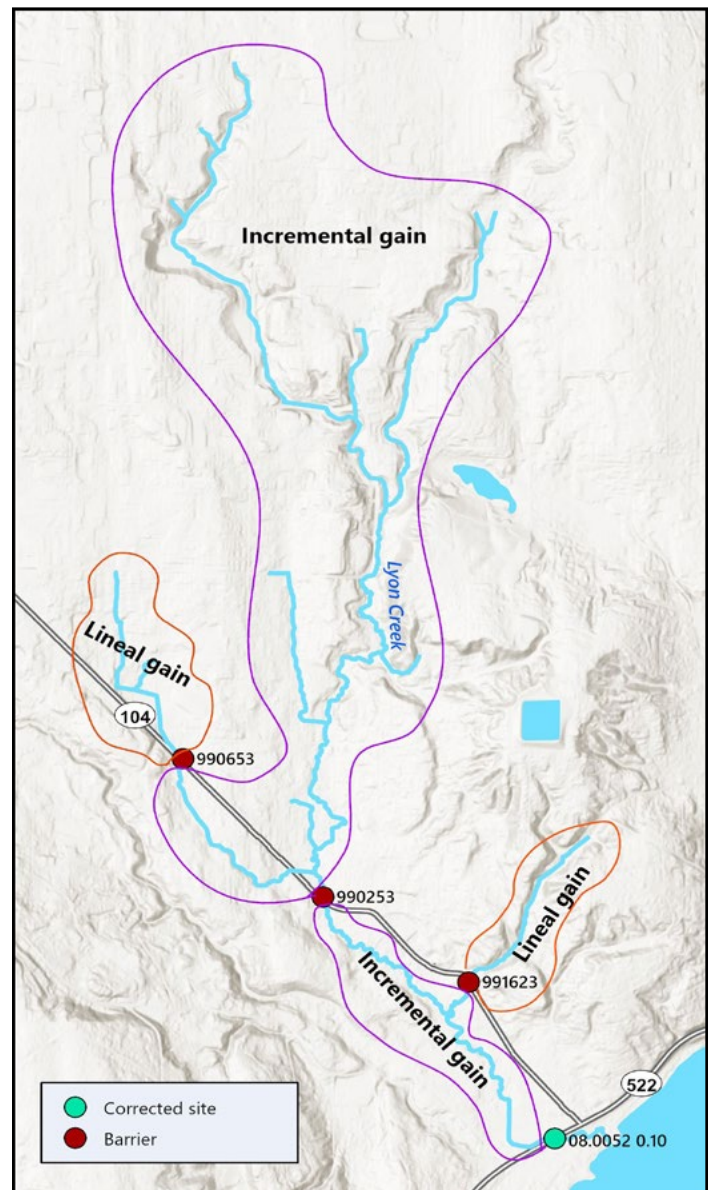 Incremental gain
Lyon Creek
Lineal gain
104
990653
990253
Lineal gain
991623
Incremental gain
522
08.0052 0.10
Corrected site
Barrier